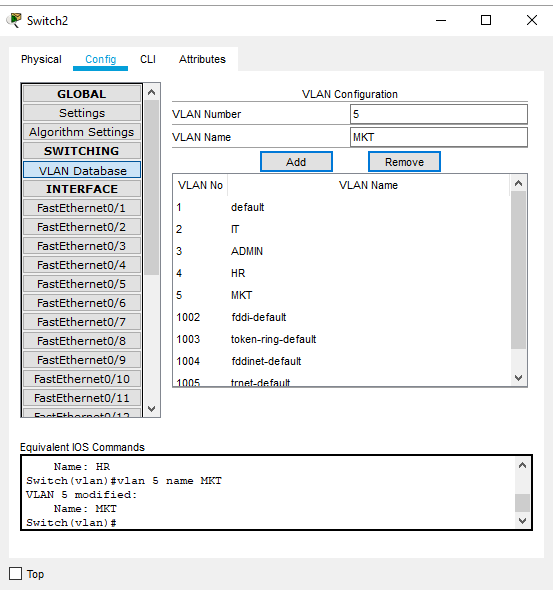 Switch2
Physical Config CLI Attributes
GLOBAL
Settings
Algorithm Settings
SWITCHING
VLAN Database
INTERFACE
FastEthernet0/1
FastEthernet0/2
FastEthernet0/3
FastEthernet0/4
FastEthernet0/5
FastEthernet0/6
FastEthernet0/7
FastEthernet0/8
FastEthernet0/9
FastEthernet0/10
FastEthernet0/11
FastEthernet0/12
VLAN Configuration
VLAN Number 5
VLAN Name MKT
Add Remove
VLAN No VLAN Name
1 default
2 IT
3 ADMIN
4 HR
5 MKT
1002 fddi-default
1003 token-ring-default
1004 fddinet-default
1005 trnet-default
Equivalent IOS Commands
Name: HR
Switch(vlan)#vlan 5 name MKT
VLAN 5 modified:
Name: MKT
Switch(vlan)#
Top